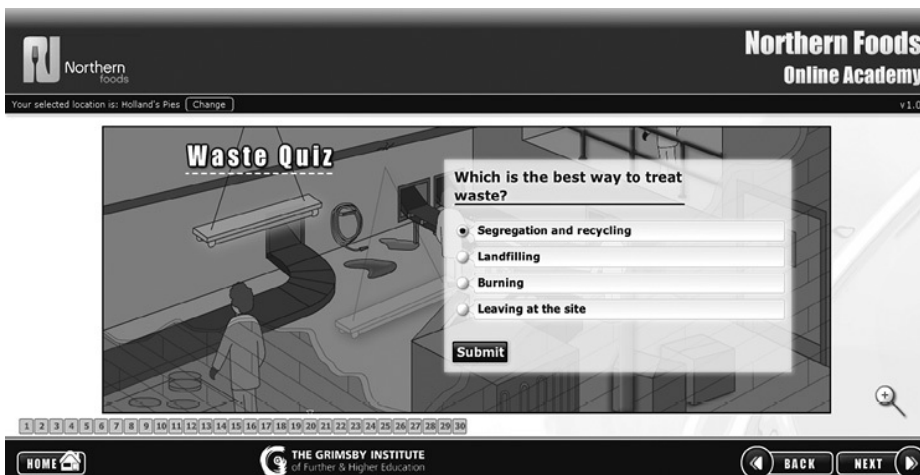 Northern Foods
Online Academy
Northern
foods
Your selected location is: Holland's Pies Change
v1.0
Waste Quiz
Which is the best way to treat
waste?
Segregation and recycling
Landfilling
Burning
Leaving at the site
Submit
1 2 3 4 5 6 7 8 9 10 11 12 13 14 15 16 17 18 19 20 21 22 23 24 25 26 27 28 29 30
HOME
THE GRIMSBY INSTITUTE
of Further & Higher Education
BACK NEXT